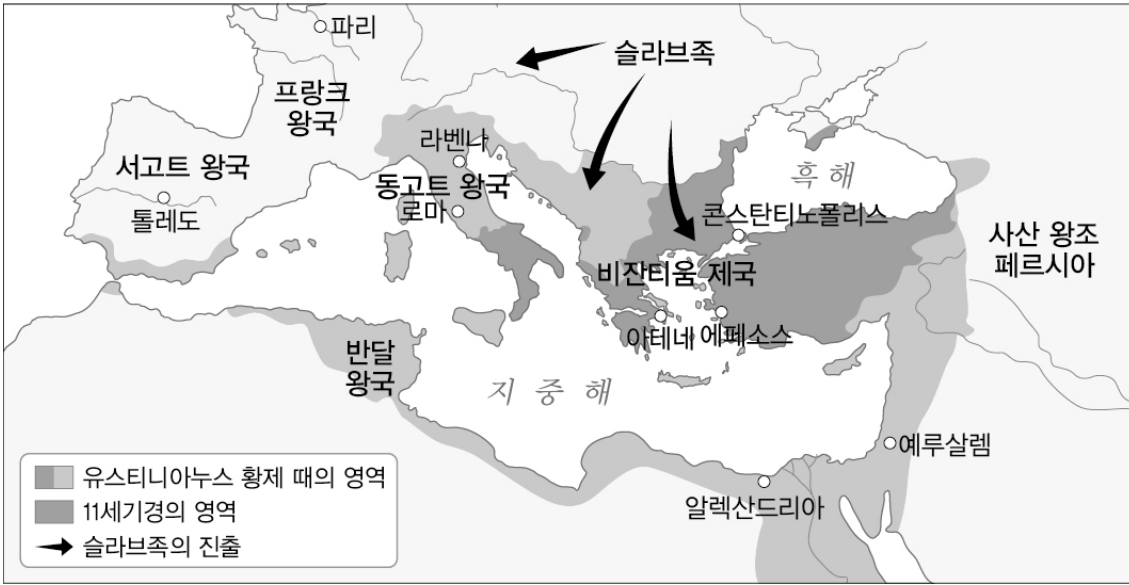 파리
슬라브족
프랑크
왕국
라벤나
흑해
서고트 왕국
동고트 왕국
톨레도
로마
콘스탄티노폴리스
사산 왕조
페르시아
비잔티움 제국
아테네
에페소스
반달
왕국
지중해
예루살렘
알렉산드리아
유스티니아누스 황제 때의 영역
11세기경의 영역
슬라브족의 진출